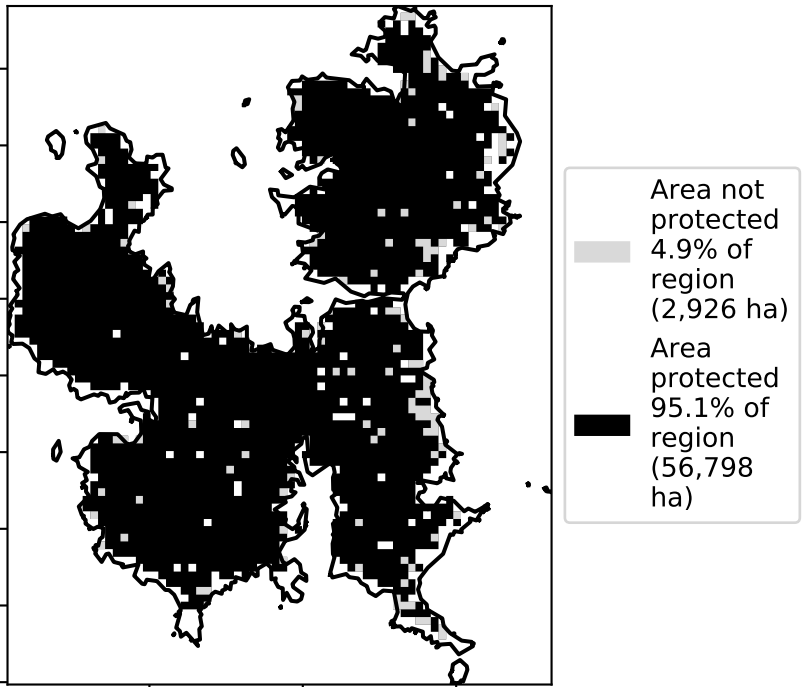 Area not
protected
4.9% of
region
(2,926 ha)
Area
protected
95.1% of
region
(56,798
ha)